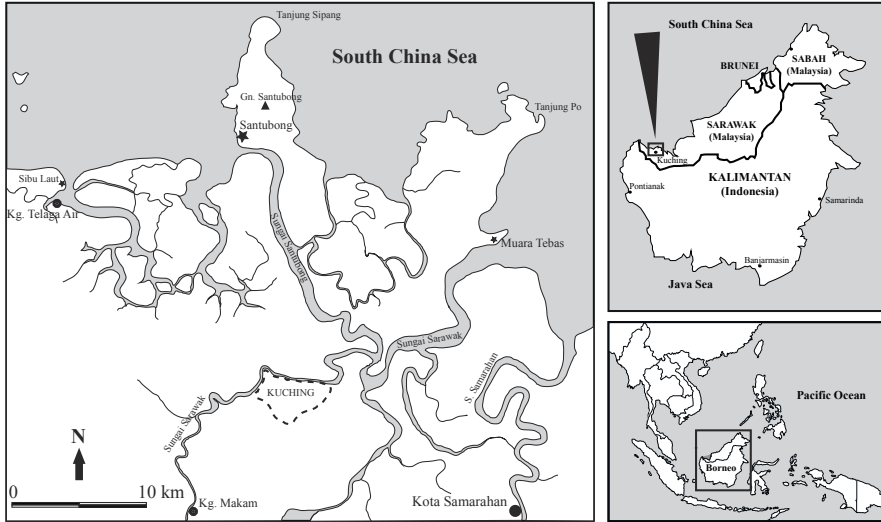 Tanjung Sipang
South China Sea
Gn. Santubong
Santubong
Tanjung Po
Sibu Laut
Kg. Telaga Air
Sungai Santubong
Muara Tebas
Sungai Sarawak
S. Samarahan
KUCHING
Sungai Sarawak
N
0 10 km
Kg. Makam
Kota Samarahan
South China Sea
SABAH
(Malaysia)
BRUNEI
SARAWAK
(Malaysia)
Kuching
KALIMANTAN
(Indonesia)
Pontianak
Samarinda
Banjarmasin
Java Sea
Pacific Ocean
Borneo